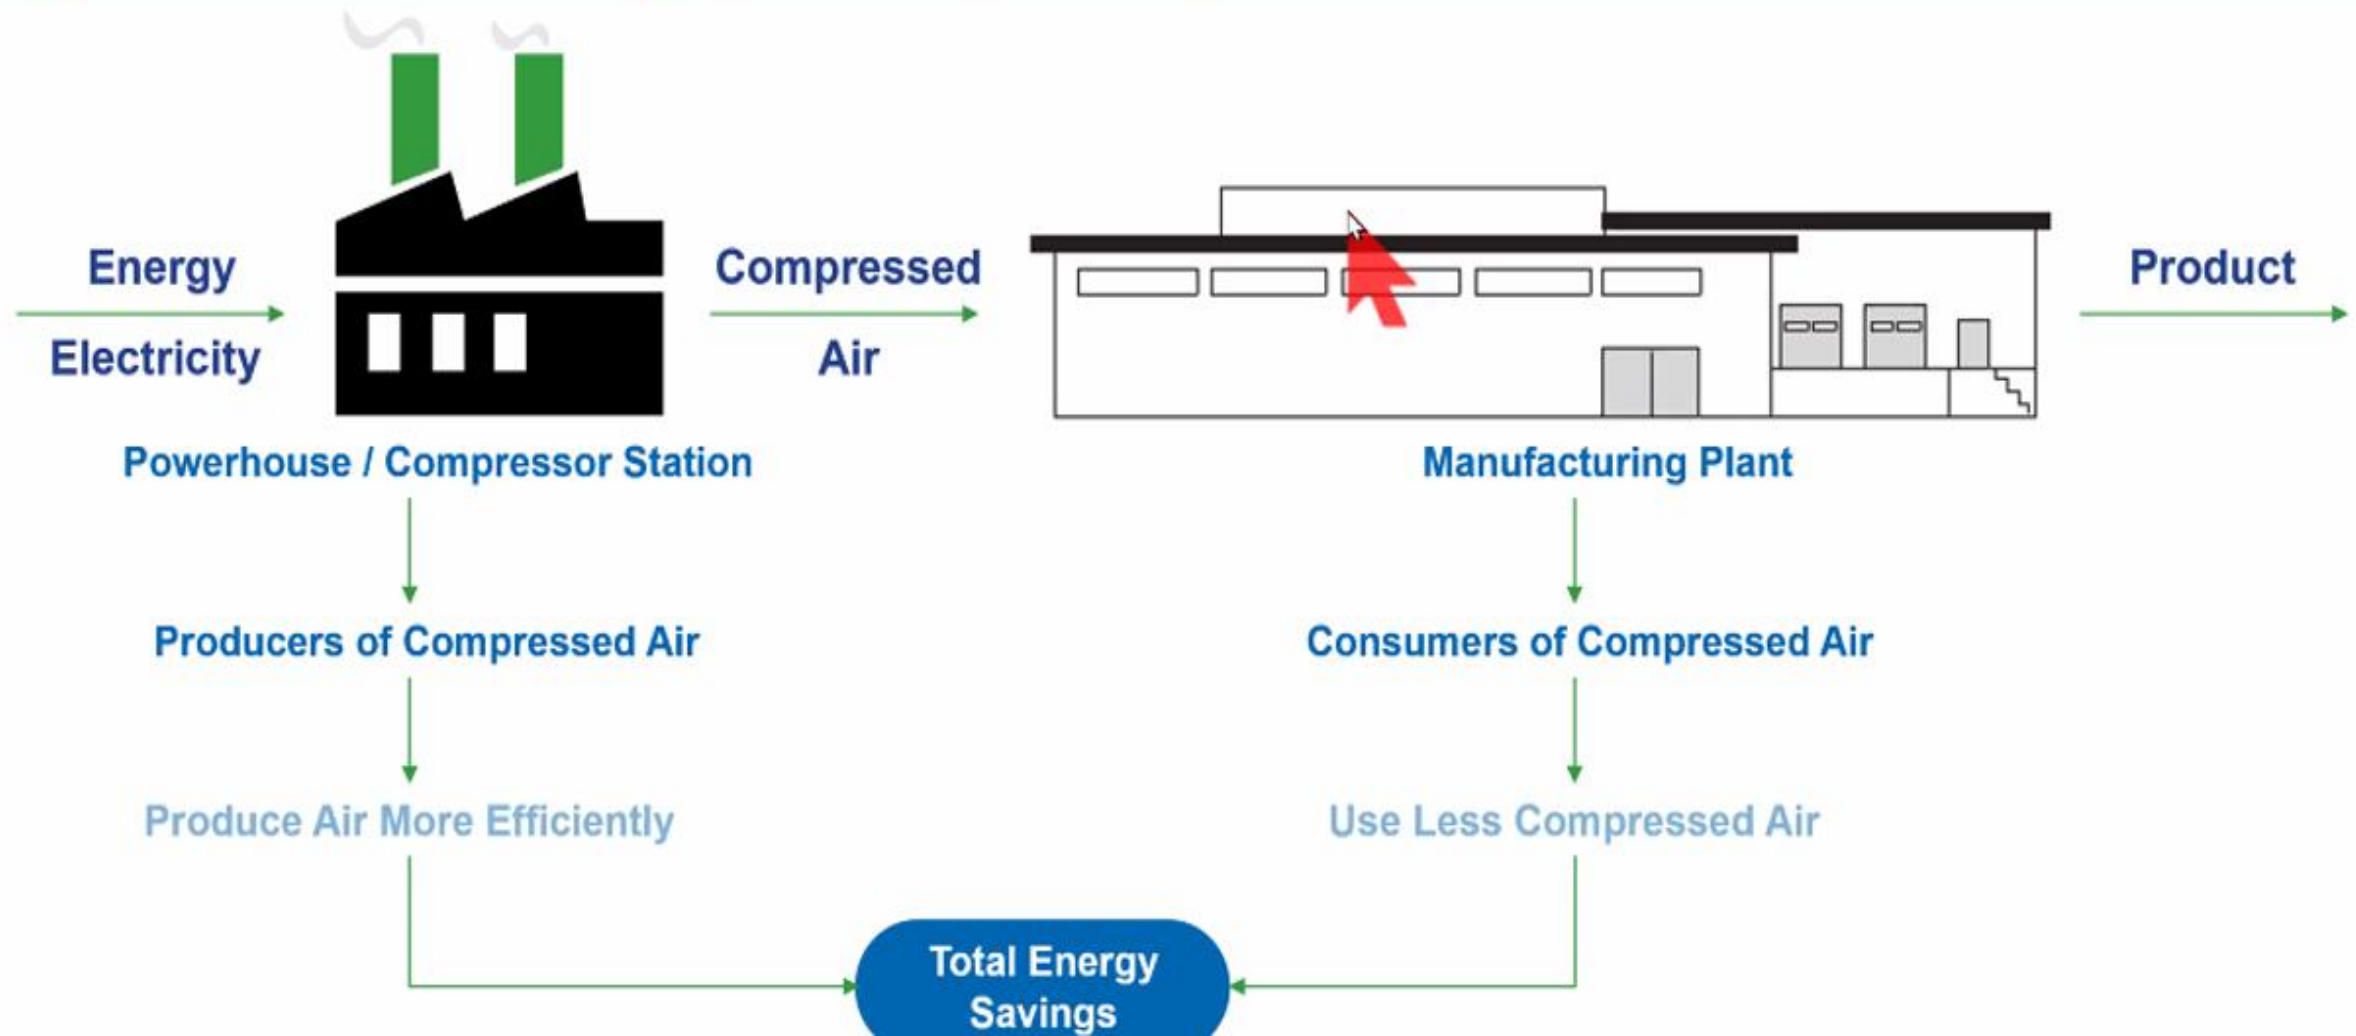 Energy
Electricity
Compressed
Air
Product
Powerhouse / Compressor Station
Manufacturing Plant
Producers of Compressed Air
Consumers of Compressed Air
Produce Air More Efficiently
Use Less Compressed Air
Total Energy
Savings